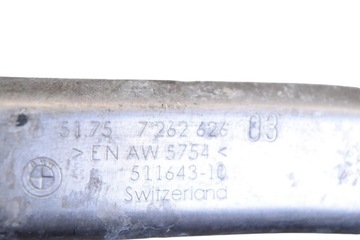 51.75 7 262 626 03
> EN AW 5754 <
511643-10
Switzerland